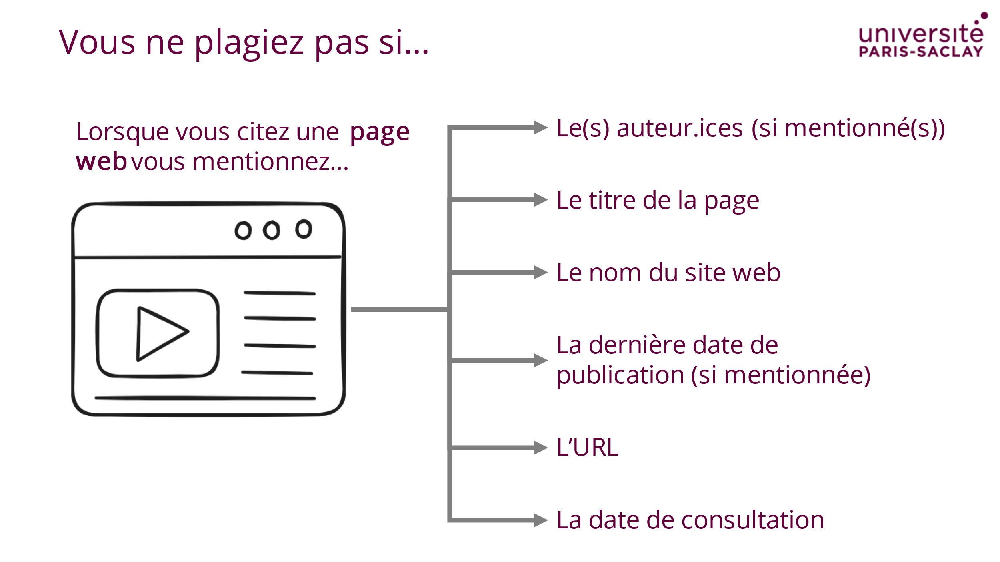 Vous ne plagiez pas si...
université
PARIS-SACLAY
Lorsque vous citez une page
web vous mentionnez...
Le(s) auteur.ices (si mentionné(s))
Le titre de la page
Le nom du site web
La dernière date de
publication (si mentionnée)
L’URL
La date de consultation